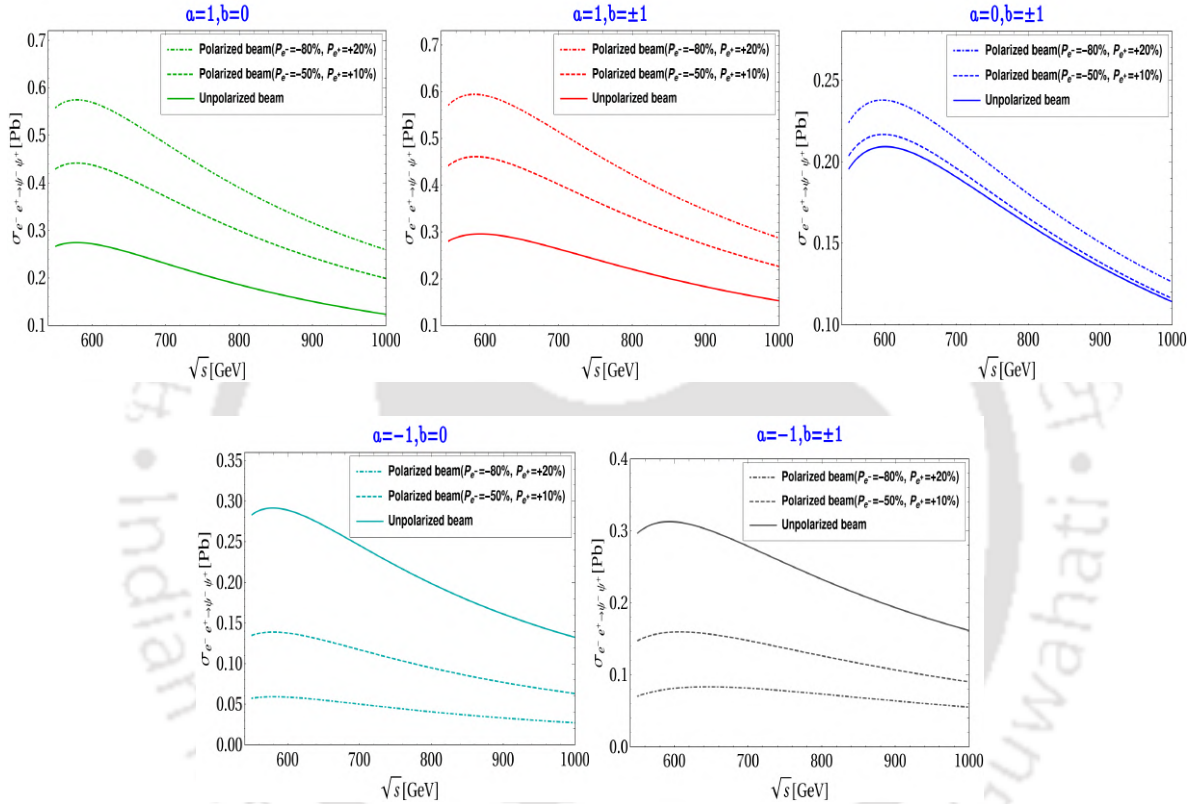 a=1,b=0
Polarized beam(Pₑ-=-80%, Pₑ+=+20%)
Polarized beam(Pₑ-=-50%, Pₑ+=+10%)
Unpolarized beam
σ e⁻ e⁺→ψ⁻ ψ⁺ [Pb]
0.7
0.6
0.5
0.4
0.3
0.2
0.1
600 700 800 900 1000
√s[GeV]
a=1,b=±1
Polarized beam(Pₑ-=-80%, Pₑ+=+20%)
Polarized beam(Pₑ-=-50%, Pₑ+=+10%)
Unpolarized beam
σ e⁻ e⁺→ψ⁻ ψ⁺ [Pb]
0.7
0.6
0.5
0.4
0.3
0.2
0.1
600 700 800 900 1000
√s[GeV]
a=0,b=±1
Polarized beam(Pₑ-=-80%, Pₑ+=+20%)
Polarized beam(Pₑ-=-50%, Pₑ+=+10%)
Unpolarized beam
σ e⁻ e⁺→ψ⁻ ψ⁺ [Pb]
0.25
0.20
0.15
0.10
600 700 800 900 1000
√s[GeV]
a=-1,b=0
Polarized beam(Pₑ-=-80%, Pₑ+=+20%)
Polarized beam(Pₑ-=-50%, Pₑ+=+10%)
Unpolarized beam
σ e⁻ e⁺→ψ⁻ ψ⁺ [Pb]
0.35
0.30
0.25
0.20
0.15
0.10
0.05
0.00
600 700 800 900 1000
√s[GeV]
a=-1,b=±1
Polarized beam(Pₑ-=-80%, Pₑ+=+20%)
Polarized beam(Pₑ-=-50%, Pₑ+=+10%)
Unpolarized beam
σ e⁻ e⁺→ψ⁻ ψ⁺ [Pb]
0.4
0.3
0.2
0.1
0.0
600 700 800 900 1000
√s[GeV]
Indian
uwahati